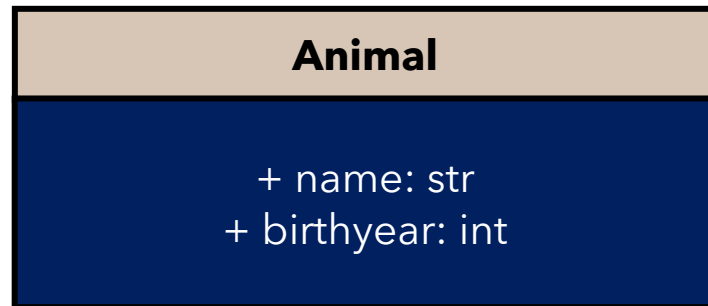 Animal
+ name: str
+ birthyear: int